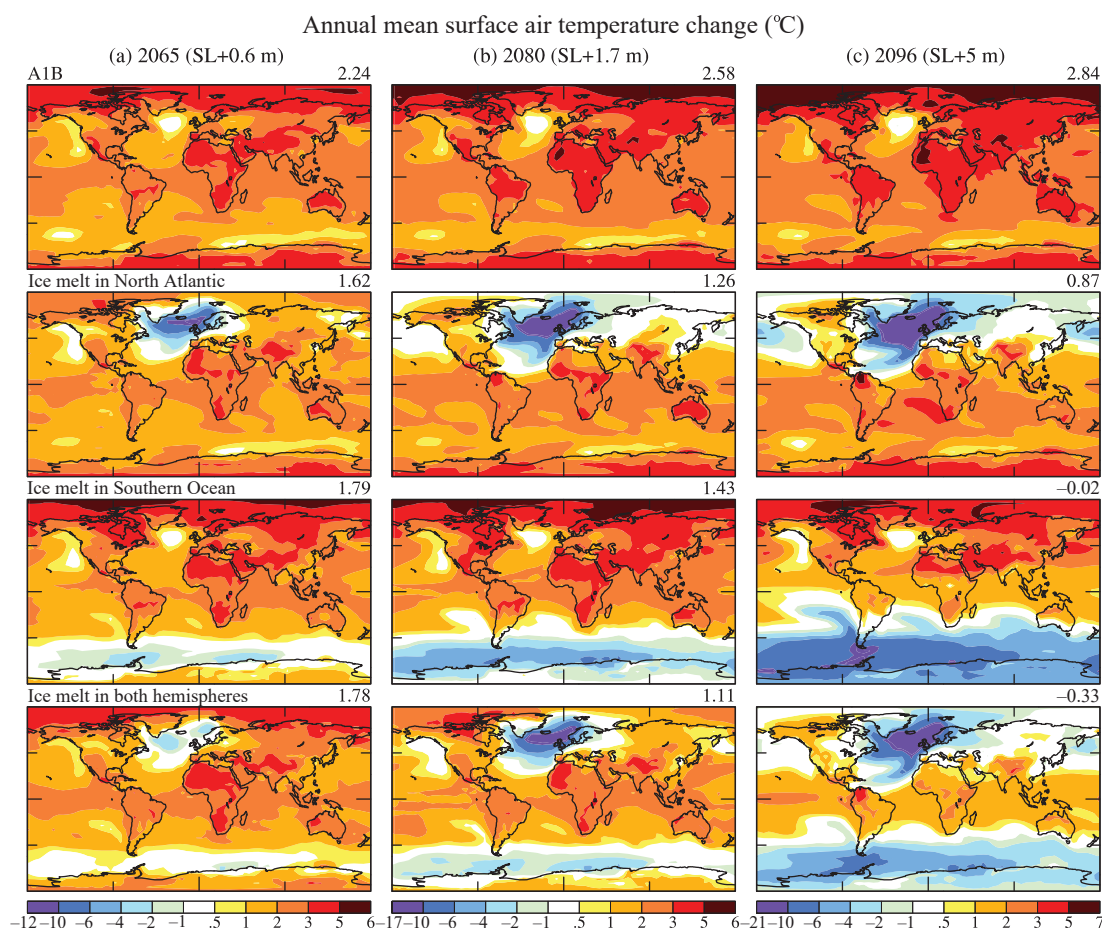 Annual mean surface air temperature change (°C)
(a) 2065 (SL+0.6 m) (b) 2080 (SL+1.7 m) (c) 2096 (SL+5 m)
A1B 2.24 2.58 2.84
Ice melt in North Atlantic 1.62 1.26 0.87
Ice melt in Southern Ocean 1.79 1.43 –0.02
Ice melt in both hemispheres 1.78 1.11 –0.33
–12 –10 –6 –4 –2 –1 .5 1 2 3 5 6 –17 –10 –6 –4 –2 –1 .5 1 2 3 5 6 –21 –10 –6 –4 –2 –1 .5 1 2 3 5 7